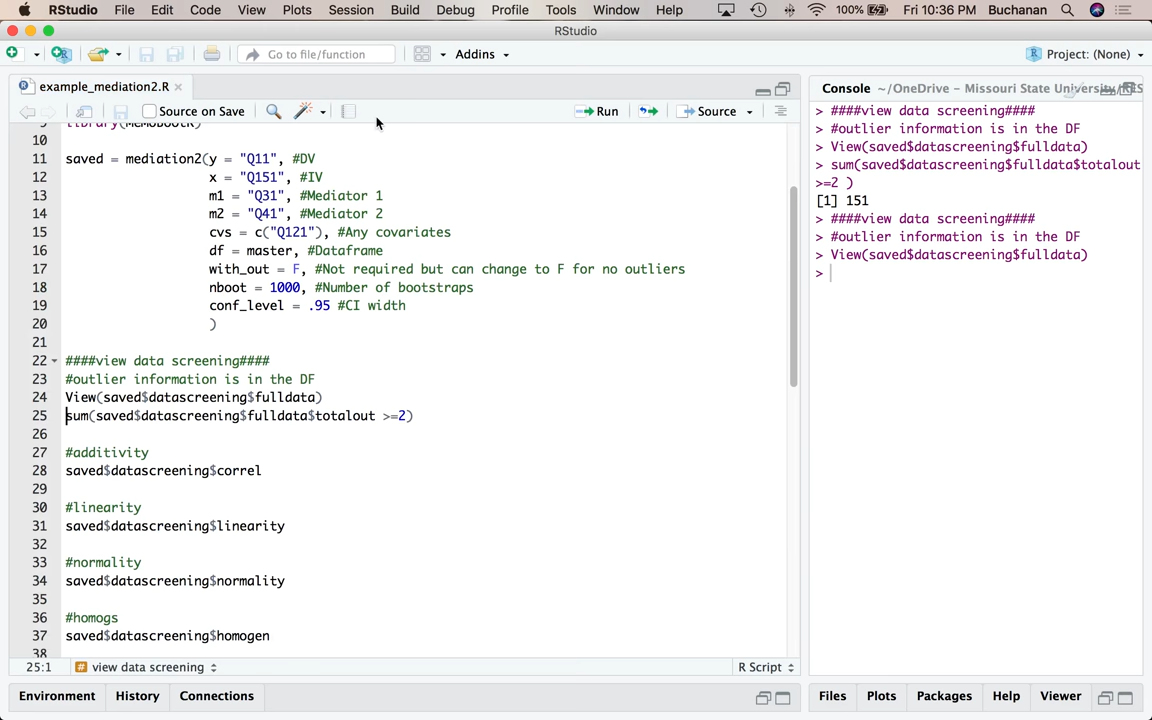 RStudio File Edit Code View Plots Session Build Debug Profile Tools Window Help 100% Fri 10:36 PM Buchanan
RStudio
Go to file/function Addins Project: (None)
example_mediation2.R
Source on Save Run Source
9 library(MeMoBootR)
10
11 saved = mediation2(y = "Q11", #DV
12 x = "Q151", #IV
13 m1 = "Q31", #Mediator 1
14 m2 = "Q41", #Mediator 2
15 cvs = c("Q121"), #Any covariates
16 df = master, #Dataframe
17 with_out = F, #Not required but can change to F for no outliers
18 nboot = 1000, #Number of bootstraps
19 conf_level = .95 #CI width
20 )
21
22 ####view data screening####
23 #outlier information is in the DF
24 View(saved$datascreening$fulldata)
25 sum(saved$datascreening$fulldata$totalout >=2)
26
27 #additivity
28 saved$datascreening$correl
29
30 #linearity
31 saved$datascreening$linearity
32
33 #normality
34 saved$datascreening$normality
35
36 #homogs
37 saved$datascreening$homogen
38
25:1 view data screening R Script
Environment History Connections
Console ~/OneDrive – Missouri State University/
> ####view data screening####
> #outlier information is in the DF
> View(saved$datascreening$fulldata)
> sum(saved$datascreening$fulldata$totalout
>=2 )
[1] 151
> ####view data screening####
> #outlier information is in the DF
> View(saved$datascreening$fulldata)
>
Files Plots Packages Help Viewer